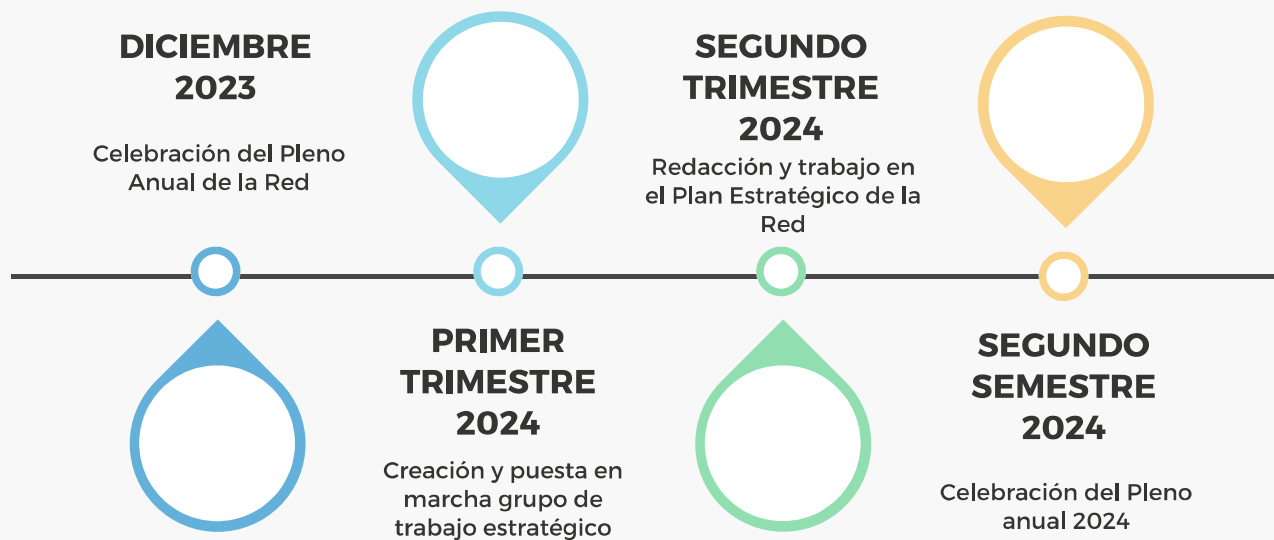 DICIEMBRE
2023
Celebración del Pleno
Anual de la Red
PRIMER
TRIMESTRE
2024
Creación y puesta en
marcha grupo de
trabajo estratégico
SEGUNDO
TRIMESTRE
2024
Redacción y trabajo en
el Plan Estratégico de la
Red
SEGUNDO
SEMESTRE
2024
Celebración del Pleno
anual 2024